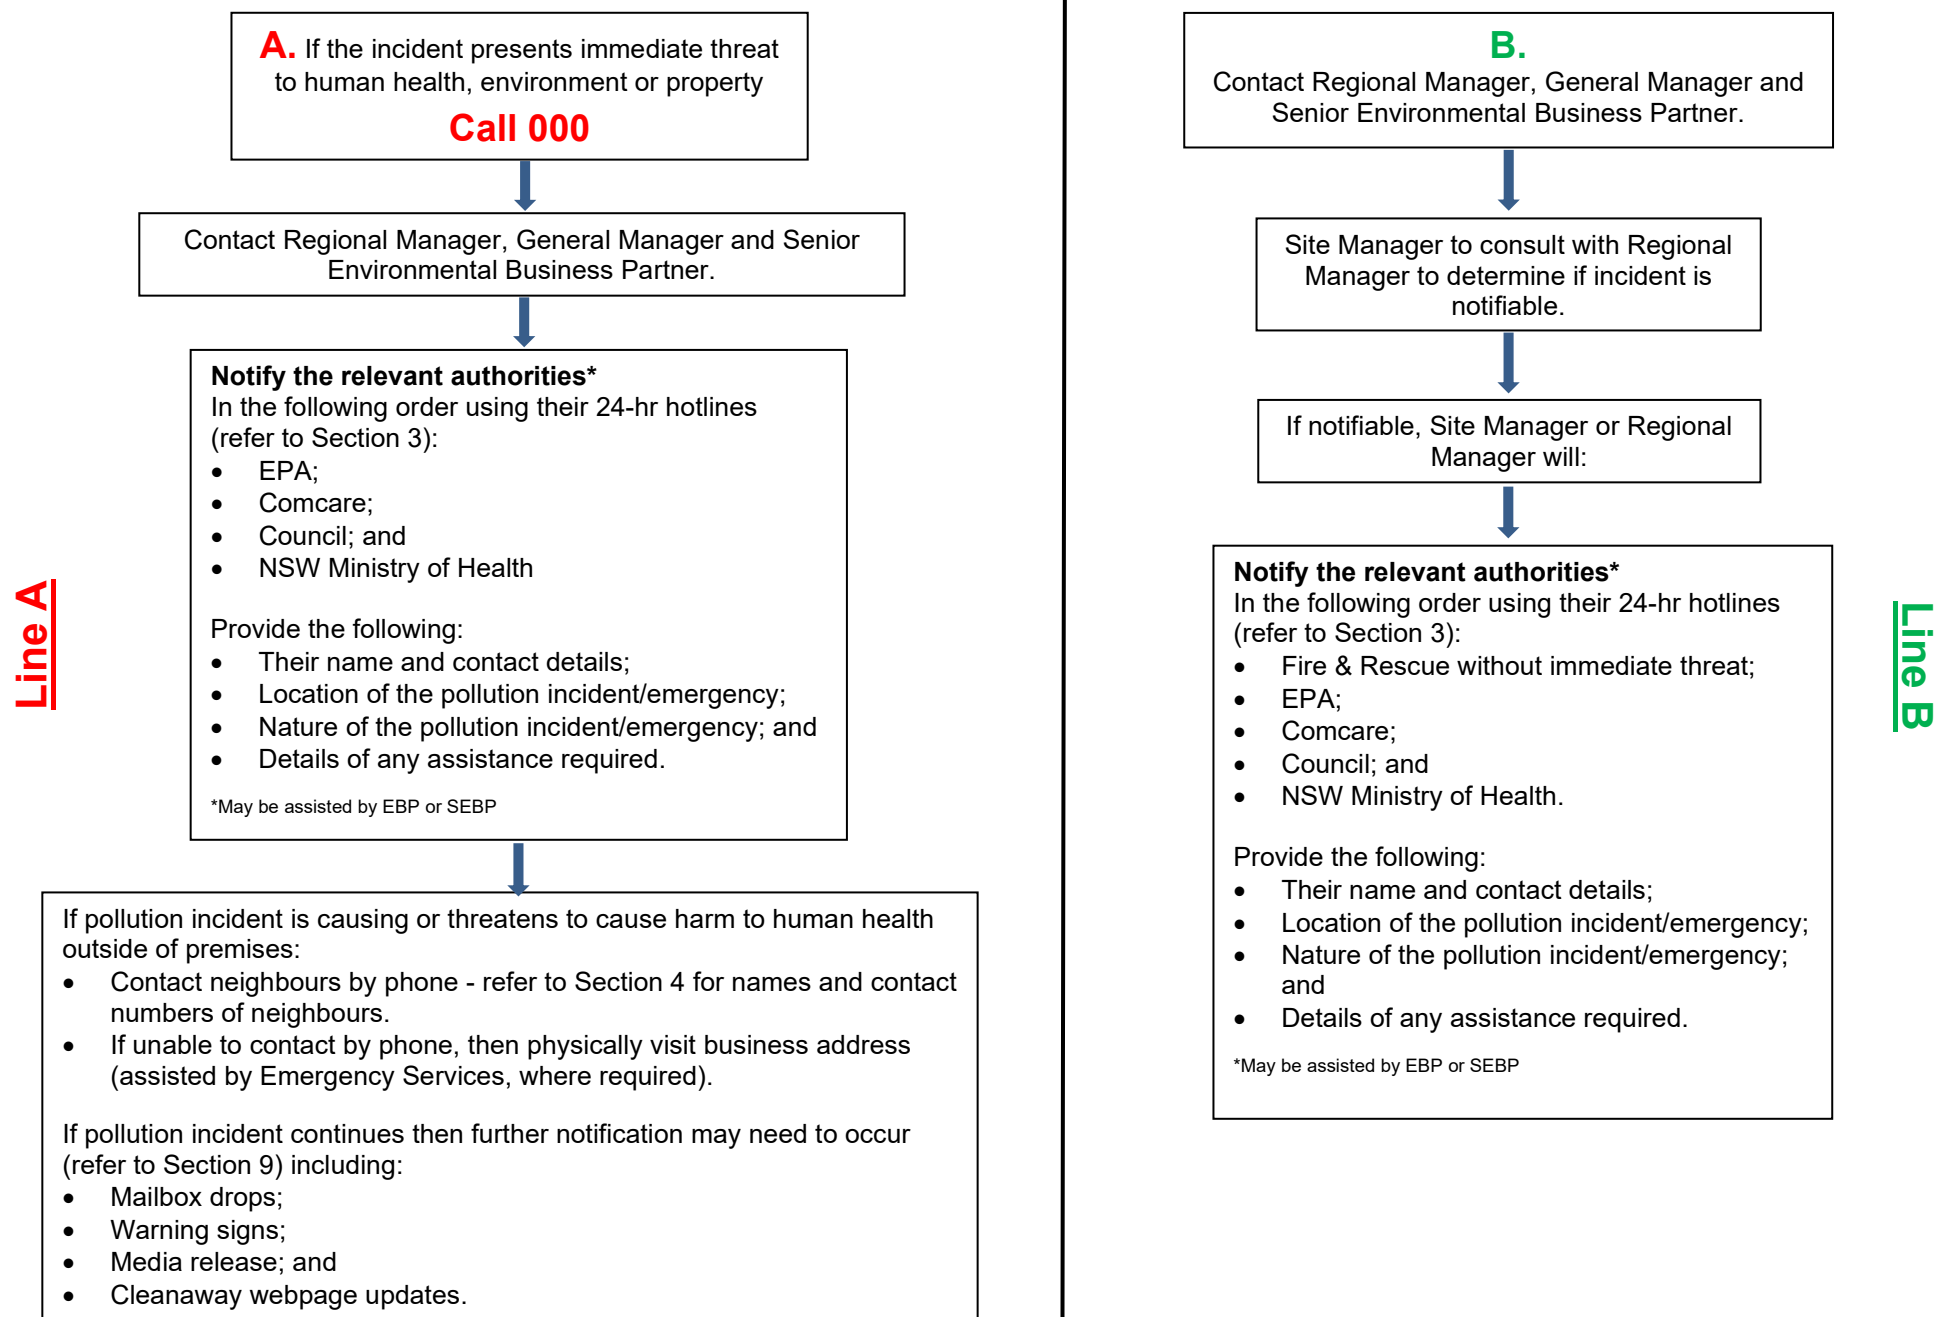 A. If the incident presents immediate threat
to human health, environment or property
Call 000
Contact Regional Manager, General Manager and Senior
Environmental Business Partner.
Notify the relevant authorities*
In the following order using their 24-hr hotlines
(refer to Section 3):
• EPA;
• Comcare;
• Council; and
• NSW Ministry of Health
Provide the following:
• Their name and contact details;
• Location of the pollution incident/emergency;
• Nature of the pollution incident/emergency; and
• Details of any assistance required.
*May be assisted by EBP or SEBP
Line A
If pollution incident is causing or threatens to cause harm to human health
outside of premises:
• Contact neighbours by phone - refer to Section 4 for names and contact
numbers of neighbours.
• If unable to contact by phone, then physically visit business address
(assisted by Emergency Services, where required).
If pollution incident continues then further notification may need to occur
(refer to Section 9) including:
• Mailbox drops;
• Warning signs;
• Media release; and
• Cleanaway webpage updates.
B.
Contact Regional Manager, General Manager and
Senior Environmental Business Partner.
Site Manager to consult with Regional
Manager to determine if incident is
notifiable.
If notifiable, Site Manager or Regional
Manager will:
Notify the relevant authorities*
In the following order using their 24-hr hotlines
(refer to Section 3):
• Fire & Rescue without immediate threat;
• EPA;
• Comcare;
• Council; and
• NSW Ministry of Health.
Provide the following:
• Their name and contact details;
• Location of the pollution incident/emergency;
• Nature of the pollution incident/emergency;
and
• Details of any assistance required.
*May be assisted by EBP or SEBP
Line B